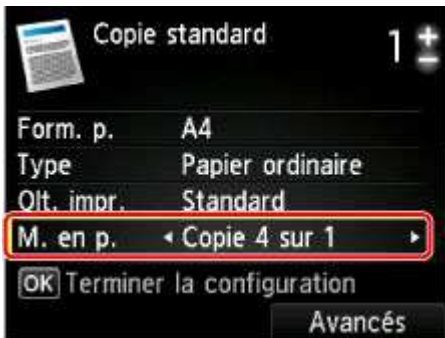 Copie standard
1
Form. p. A4
Type Papier ordinaire
Qlt. impr. Standard
M. en p. Copie 4 sur 1
OK Terminer la configuration
Avancés